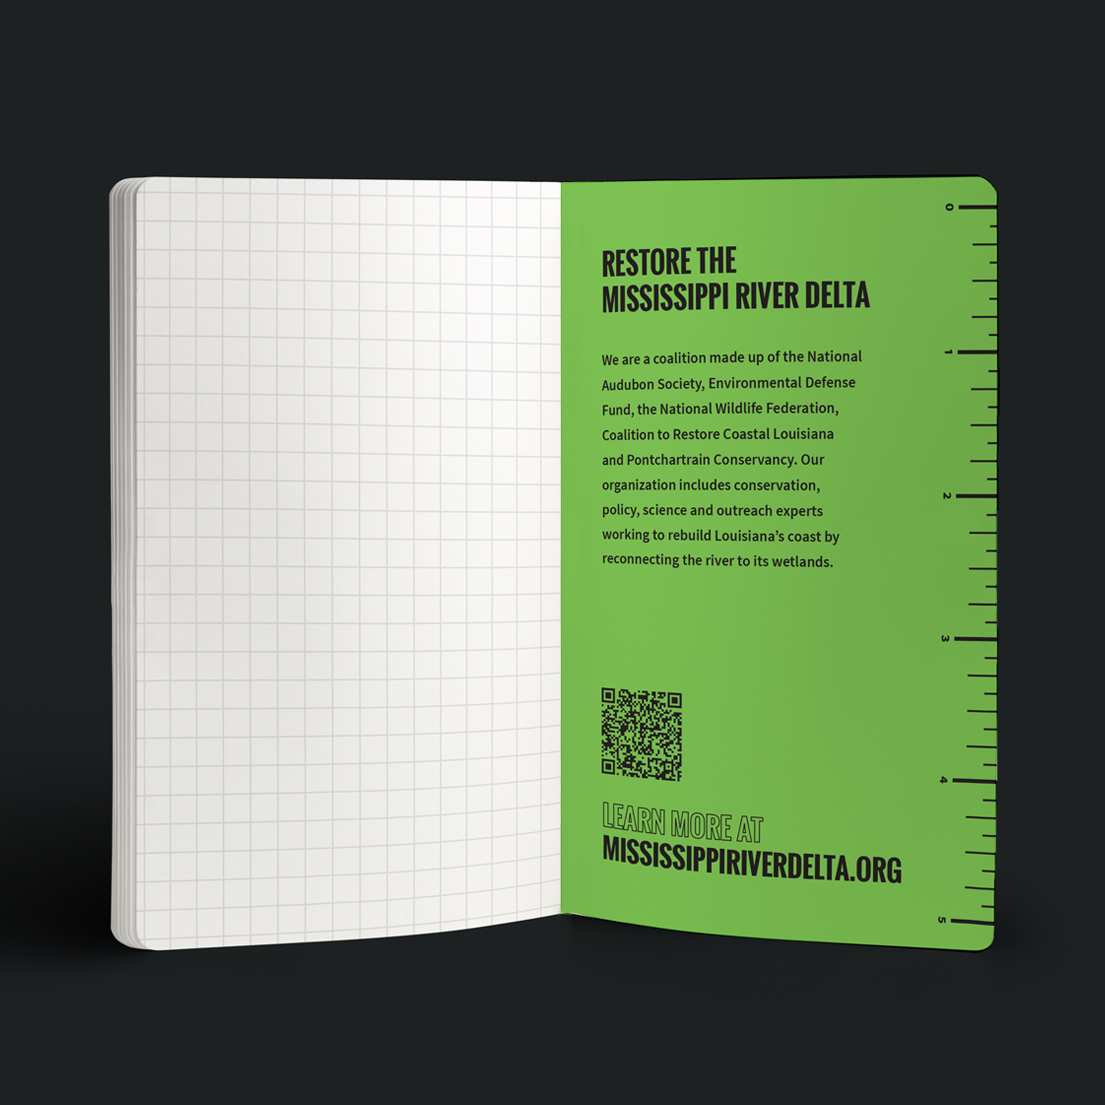 RESTORE THE
MISSISSIPPI RIVER DELTA
We are a coalition made up of the National
Audubon Society, Environmental Defense
Fund, the National Wildlife Federation,
Coalition to Restore Coastal Louisiana
and Pontchartrain Conservancy. Our
organization includes conservation,
policy, science and outreach experts
working to rebuild Louisiana’s coast by
reconnecting the river to its wetlands.
LEARN MORE AT
MISSISSIPPIRIVERDELTA.ORG
0
1
2
3
4
5